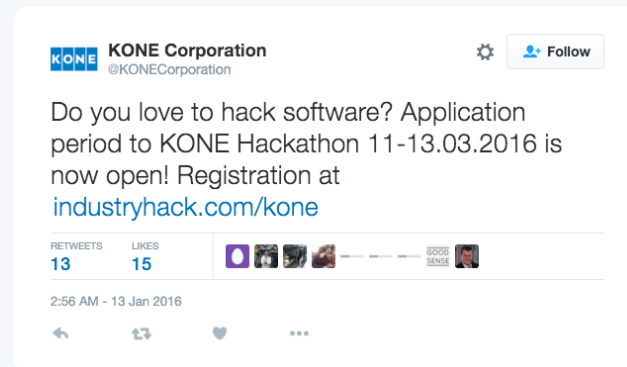 KONE
KONE Corporation
@KONECorporation
Follow
Do you love to hack software? Application
period to KONE Hackathon 11-13.03.2016 is
now open! Registration at
industryhack.com/kone
RETWEETS
LIKES
13
15
GOOD
SENSE
2:56 AM - 13 Jan 2016